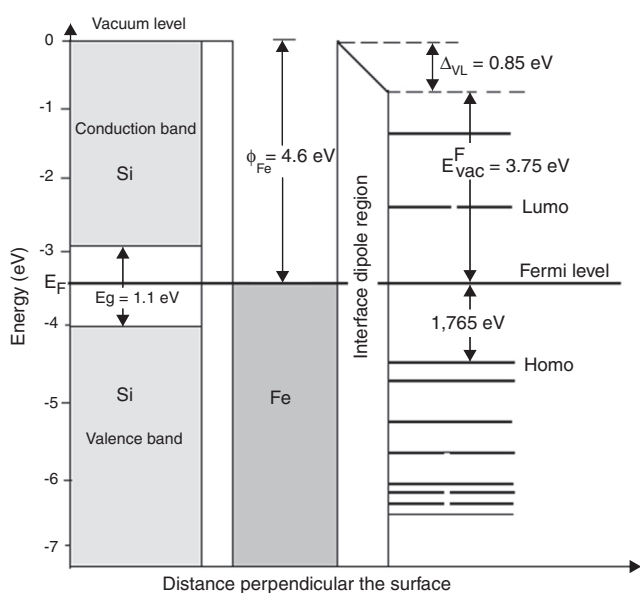 Vacuum level
0
-1
-2
-3
E_F
-4
-5
-6
-7
Energy (eV)
Conduction band
Si
Eg = 1.1 eV
Si
Valence band
ϕ_Fe = 4.6 eV
Fe
Interface dipole region
Δ_VL = 0.85 eV
E^F_vac = 3.75 eV
Lumo
Fermi level
1,765 eV
Homo
Distance perpendicular the surface